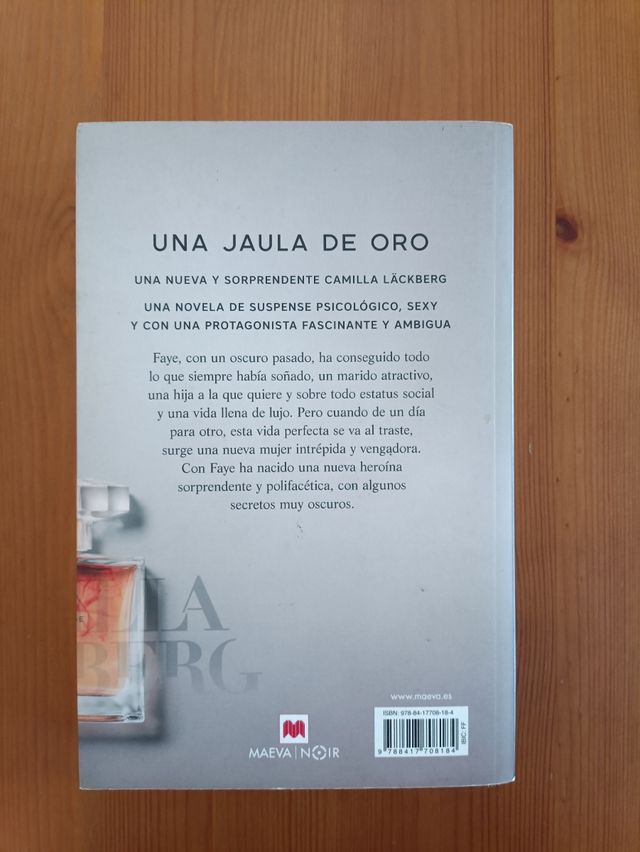 UNA JAULA DE ORO
UNA NUEVA Y SORPRENDENTE CAMILLA LÄCKBERG
UNA NOVELA DE SUSPENSE PSICOLÓGICO, SEXY
Y CON UNA PROTAGONISTA FASCINANTE Y AMBIGUA
Faye, con un oscuro pasado, ha conseguido todo
lo que siempre había soñado, un marido atractivo,
una hija a la que quiere y sobre todo estatus social
y una vida llena de lujo. Pero cuando de un día
para otro, esta vida perfecta se va al traste,
surge una nueva mujer intrépida y vengadora.
Con Faye ha nacido una nueva heroína
sorprendente y polifacética, con algunos
secretos muy oscuros.
LLA
BERG
www.maeva.es
ISBN: 978-84-17708-18-4
9 788417 708184
IBIC: FF
MAEVA | NOIR